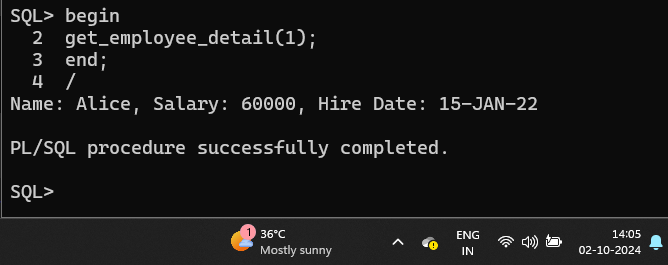 SQL> begin
  2  get_employee_detail(1);
  3  end;
  4  /
Name: Alice, Salary: 60000, Hire Date: 15-JAN-22
PL/SQL procedure successfully completed.
SQL>
1
36°C
Mostly sunny
ENG
IN
14:05
02-10-2024